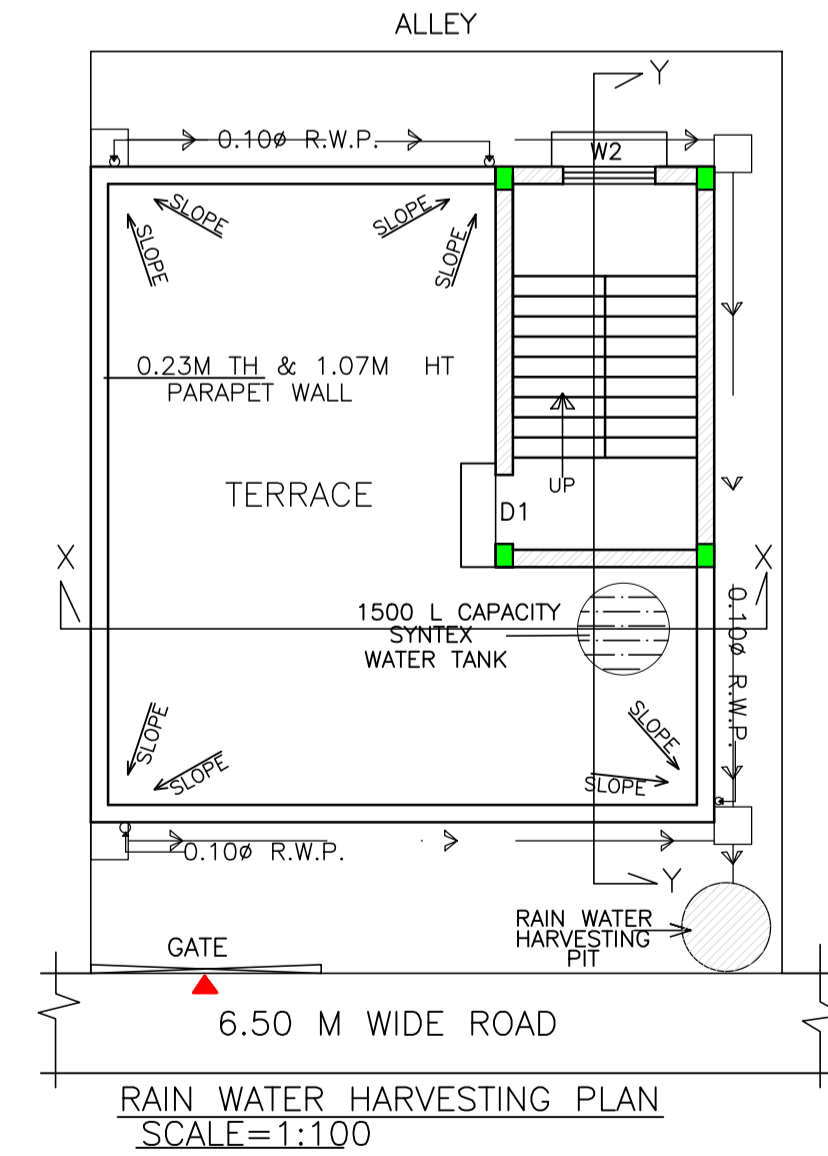 ALLEY
Y
0.10ø R.W.P.
W2
SLOPE
SLOPE
SLOPE
SLOPE
0.23M TH & 1.07M HT
PARAPET WALL
UP
TERRACE
D1
X
X
1500 L CAPACITY
SYNTEX
WATER TANK
0.10ø R.W.P.
SLOPE
SLOPE
SLOPE
SLOPE
0.10ø R.W.P.
Y
RAIN WATER
HARVESTING
PIT
GATE
6.50 M WIDE ROAD
RAIN WATER HARVESTING PLAN
SCALE=1:100